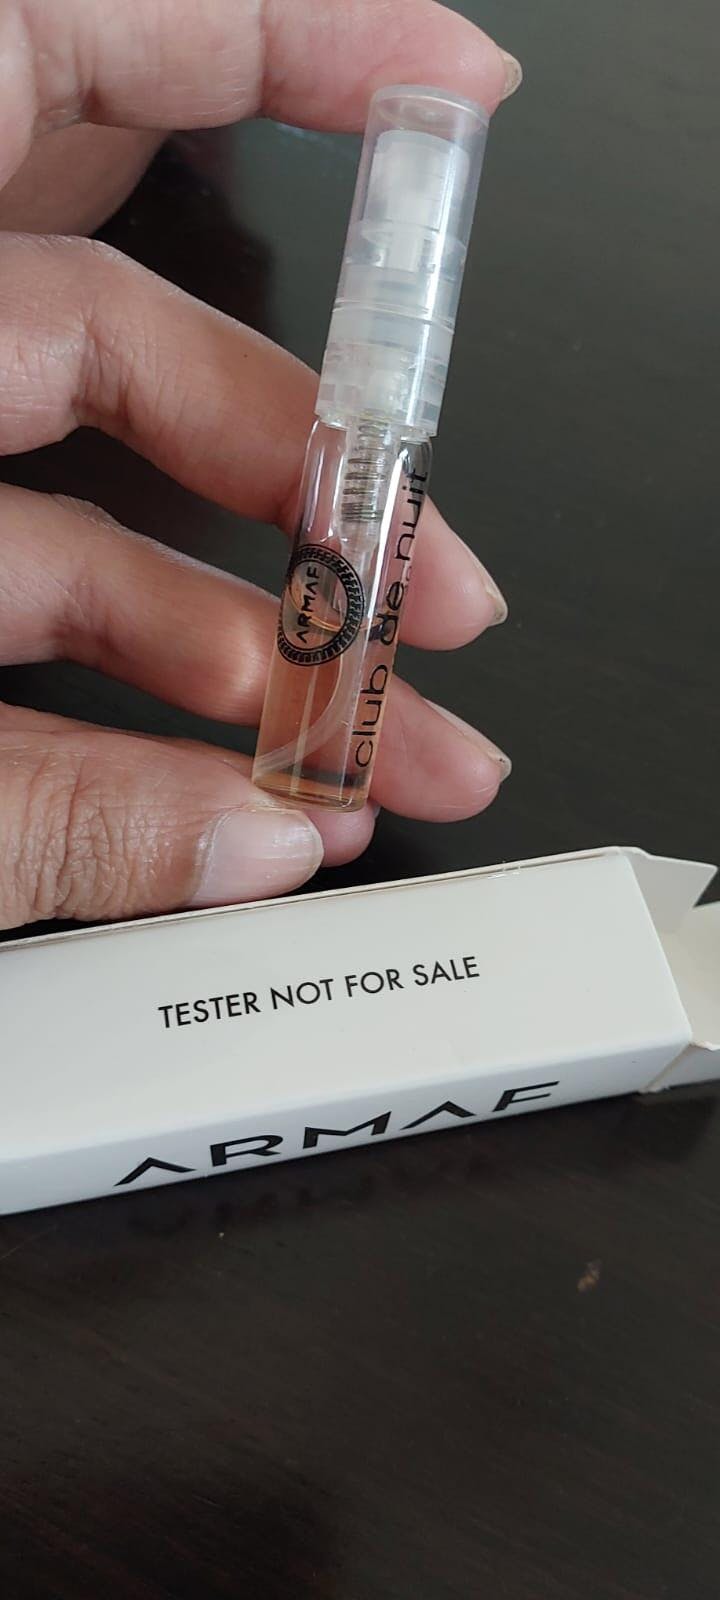 ARMAF
club de nuit
TESTER NOT FOR SALE
ARMAF